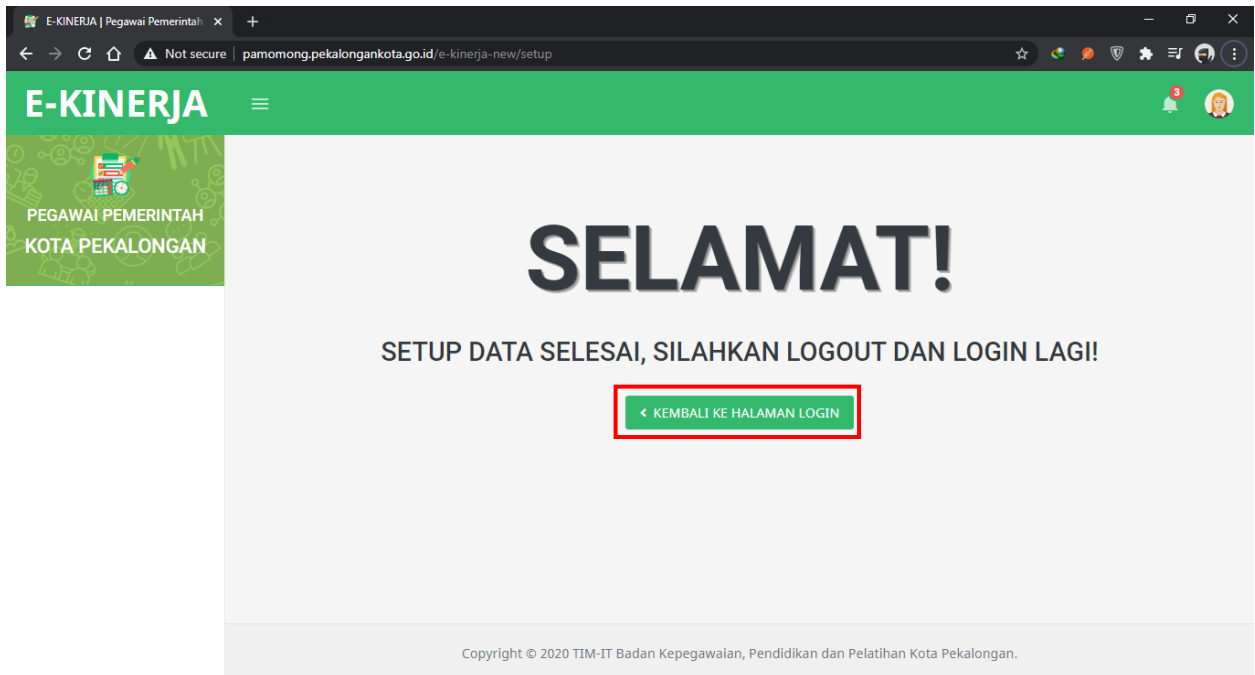 E-KINERJA | Pegawai Pemerintah
Not secure | pamomong.pekalongankota.go.id/e-kinerja-new/setup
E-KINERJA
3
PEGAWAI PEMERINTAH
KOTA PEKALONGAN
SELAMAT!
SETUP DATA SELESAI, SILAHKAN LOGOUT DAN LOGIN LAGI!
KEMBALI KE HALAMAN LOGIN
Copyright © 2020 TIM-IT Badan Kepegawaian, Pendidikan dan Pelatihan Kota Pekalongan.